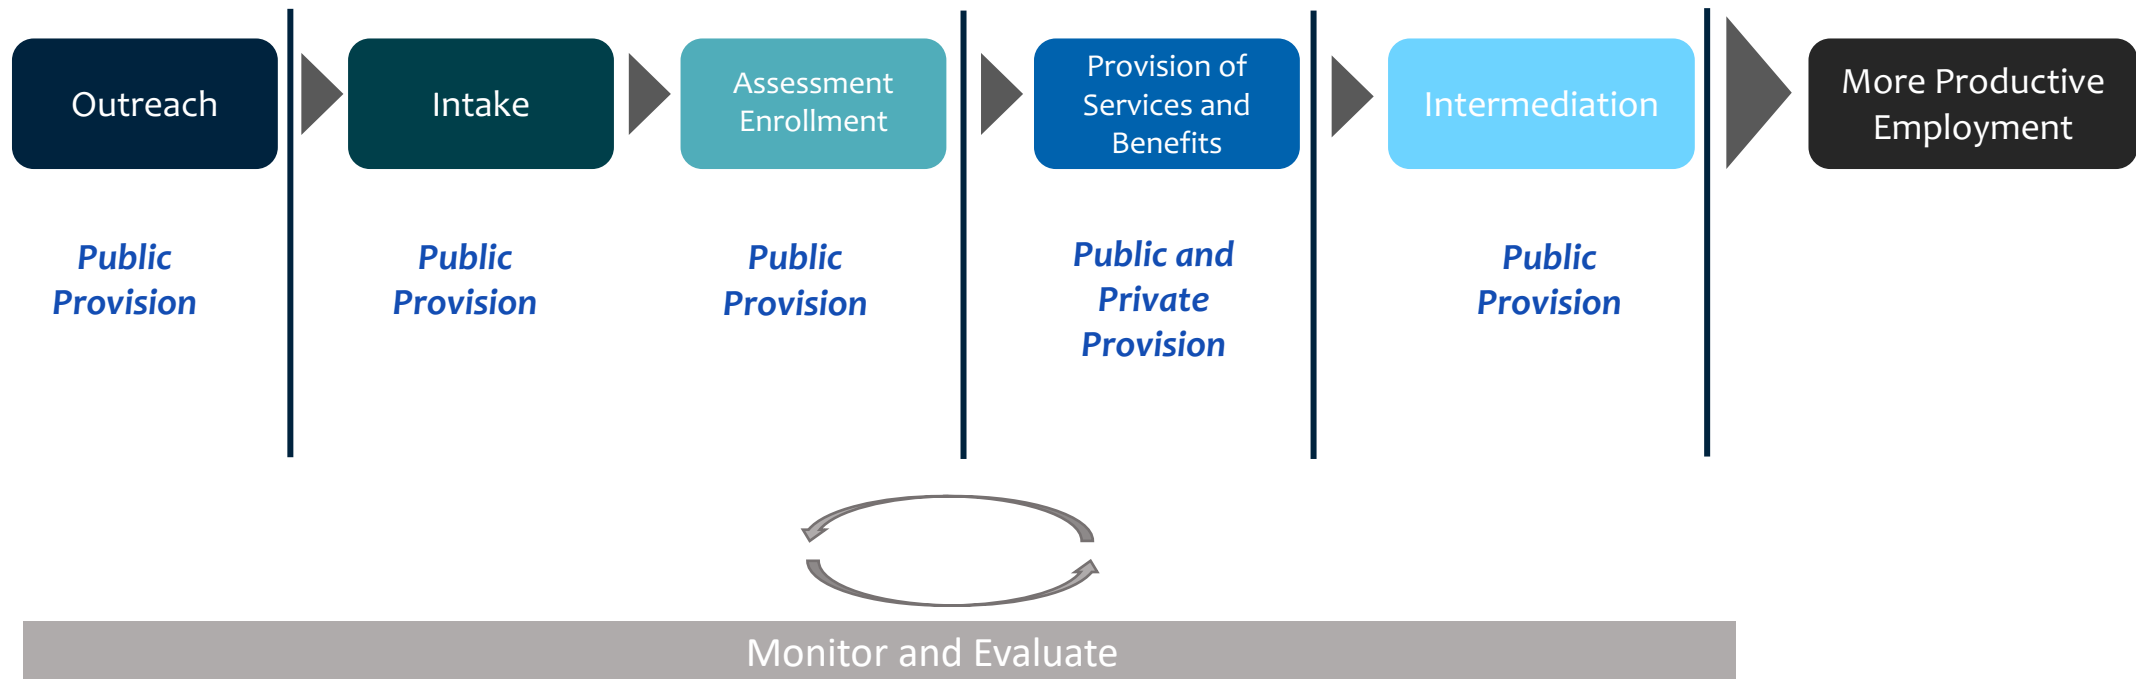 Outreach
Intake
Assessment
Enrollment
Provision of
Services and
Benefits
Intermediation
More Productive
Employment
Public
Provision
Public
Provision
Public
Provision
Public and
Private
Provision
Public
Provision
Monitor and Evaluate